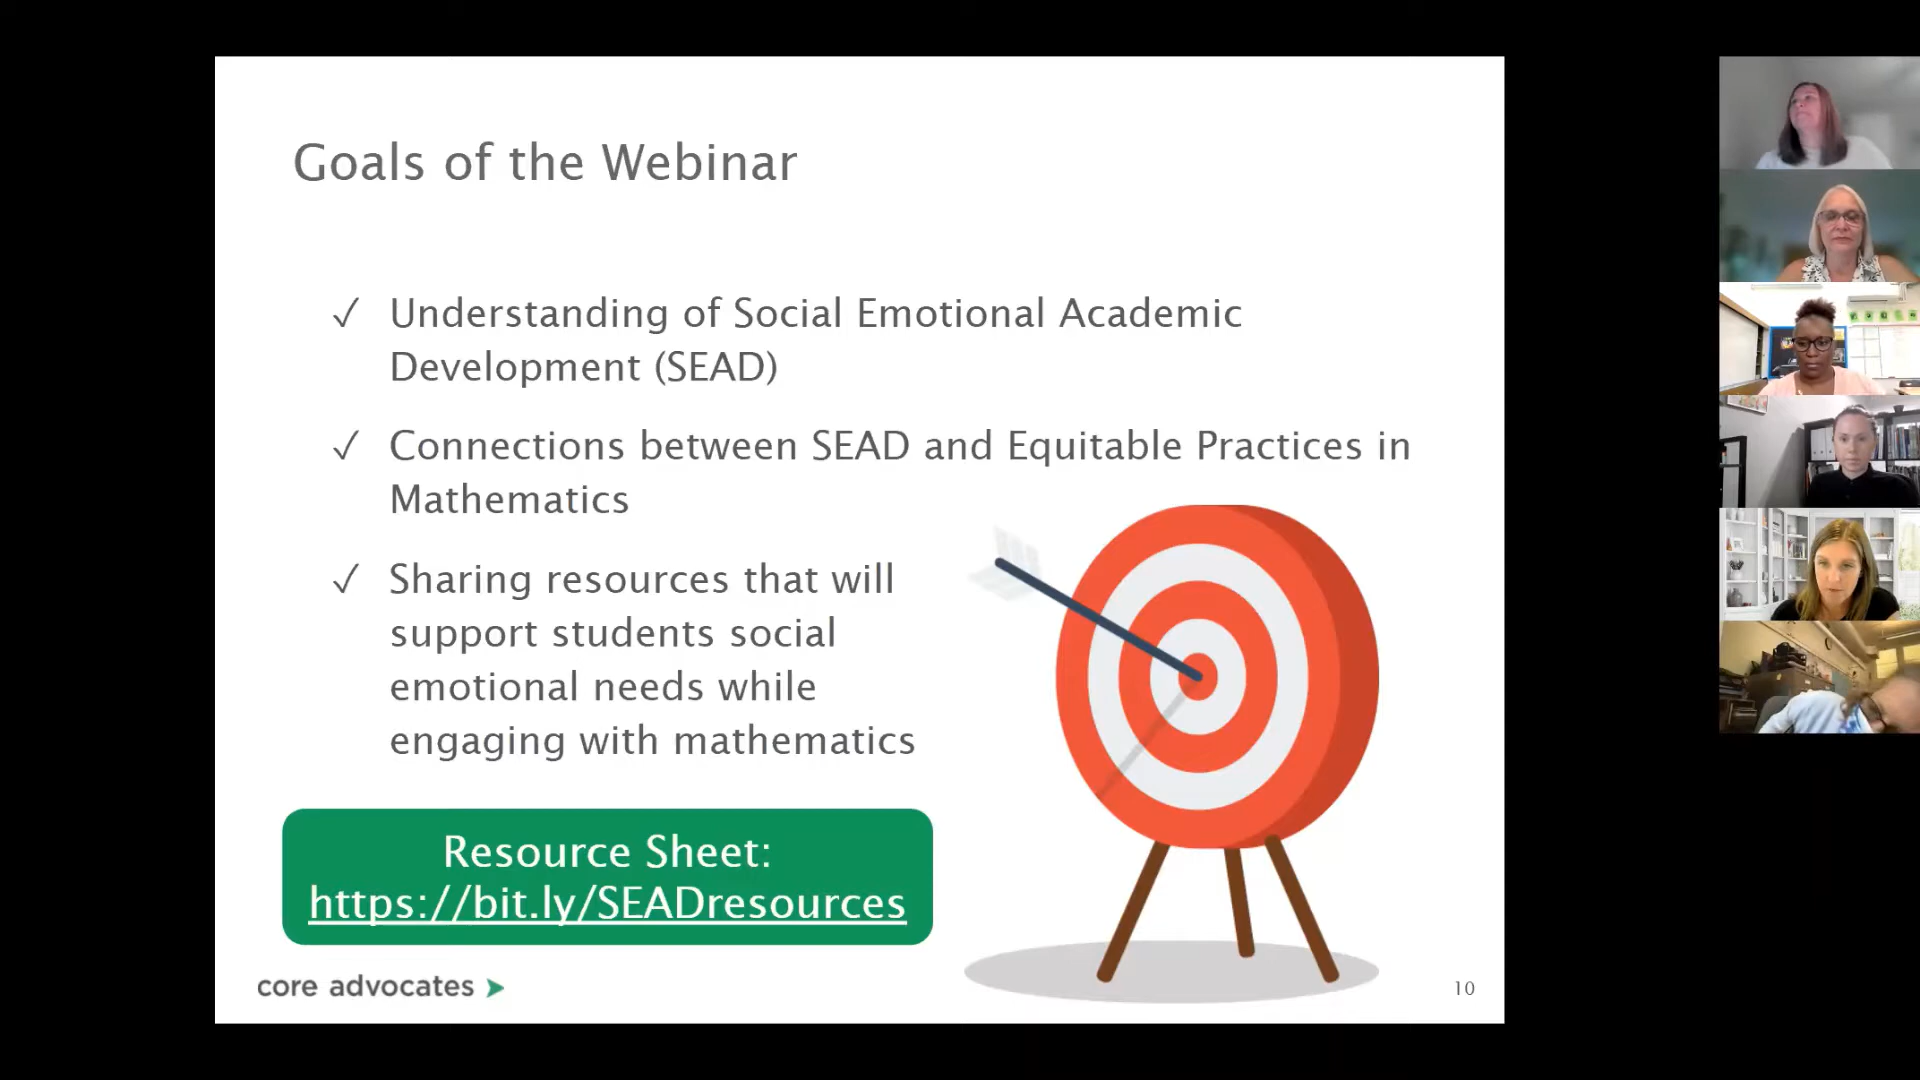 Goals of the Webinar
✓ Understanding of Social Emotional Academic
Development (SEAD)
✓ Connections between SEAD and Equitable Practices in
Mathematics
✓ Sharing resources that will
support students social
emotional needs while
engaging with mathematics
Resource Sheet:
https://bit.ly/SEADresources
core advocates
10